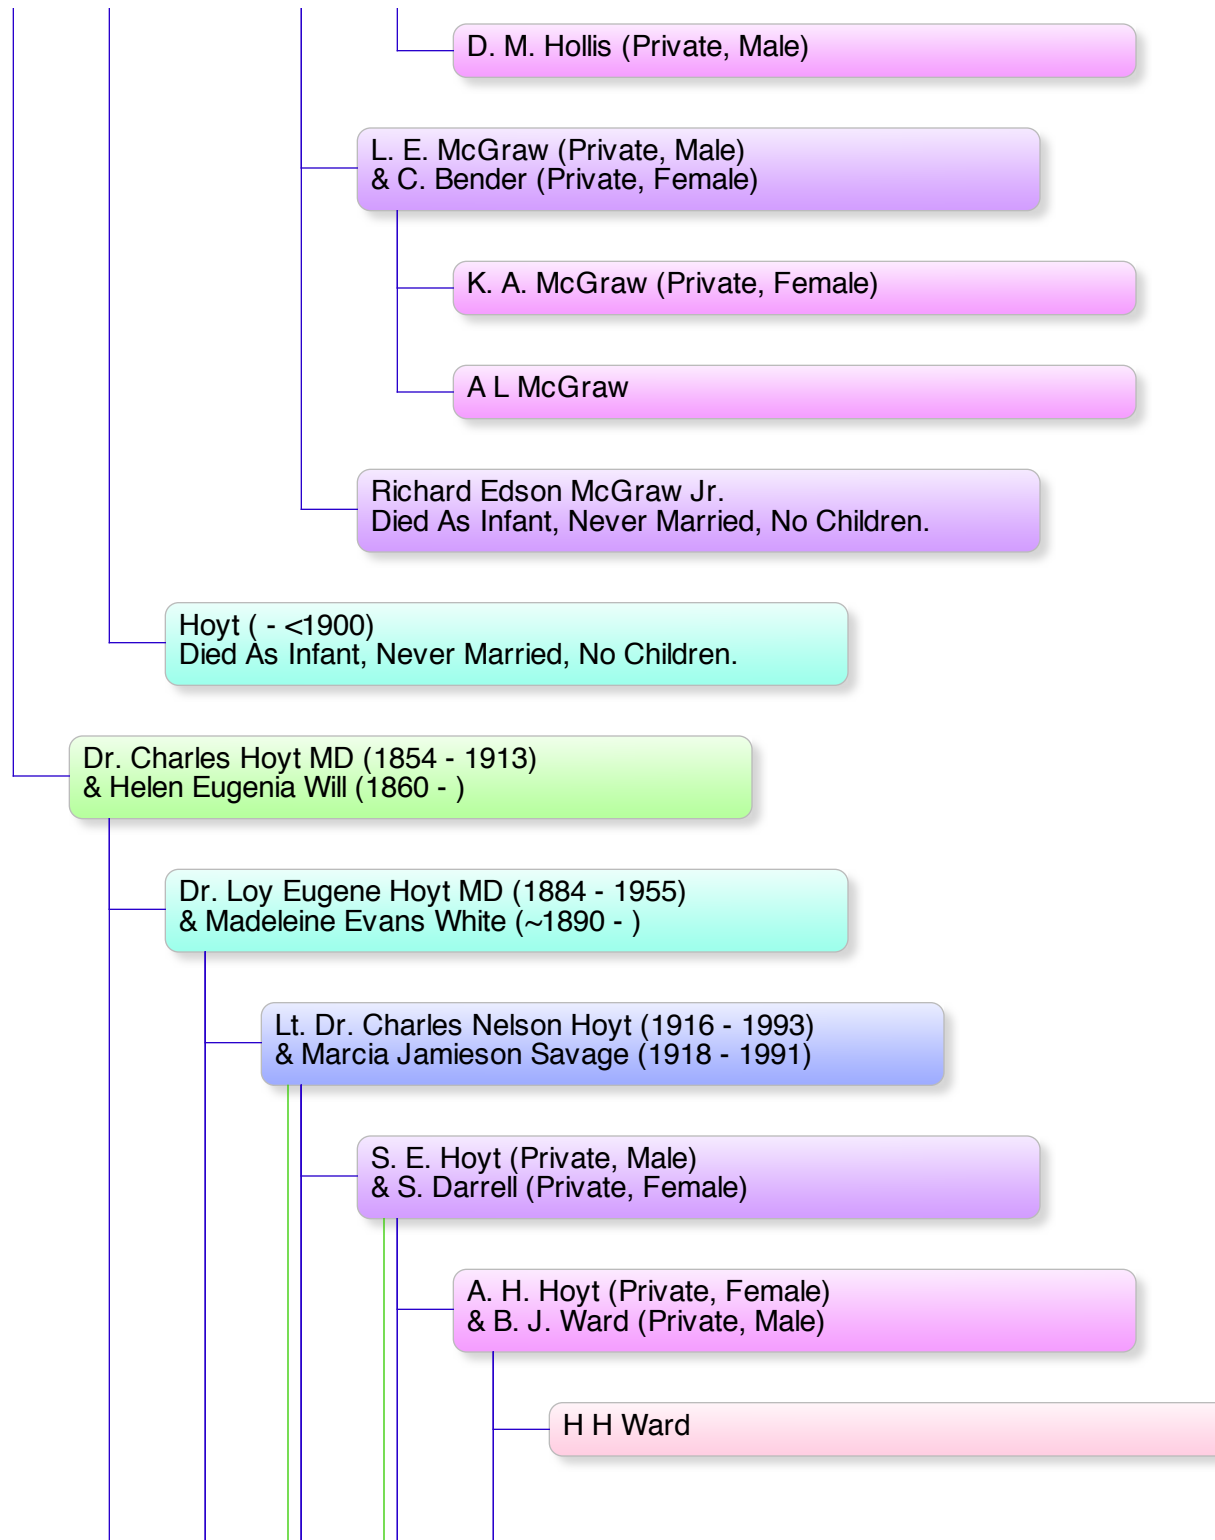 D. M. Hollis (Private, Male)
L. E. McGraw (Private, Male)
& C. Bender (Private, Female)
K. A. McGraw (Private, Female)
A L McGraw
Richard Edson McGraw Jr.
Died As Infant, Never Married, No Children.
Hoyt ( - <1900)
Died As Infant, Never Married, No Children.
Dr. Charles Hoyt MD (1854 - 1913)
& Helen Eugenia Will (1860 - )
Dr. Loy Eugene Hoyt MD (1884 - 1955)
& Madeleine Evans White (~1890 - )
Lt. Dr. Charles Nelson Hoyt (1916 - 1993)
& Marcia Jamieson Savage (1918 - 1991)
S. E. Hoyt (Private, Male)
& S. Darrell (Private, Female)
A. H. Hoyt (Private, Female)
& B. J. Ward (Private, Male)
H H Ward